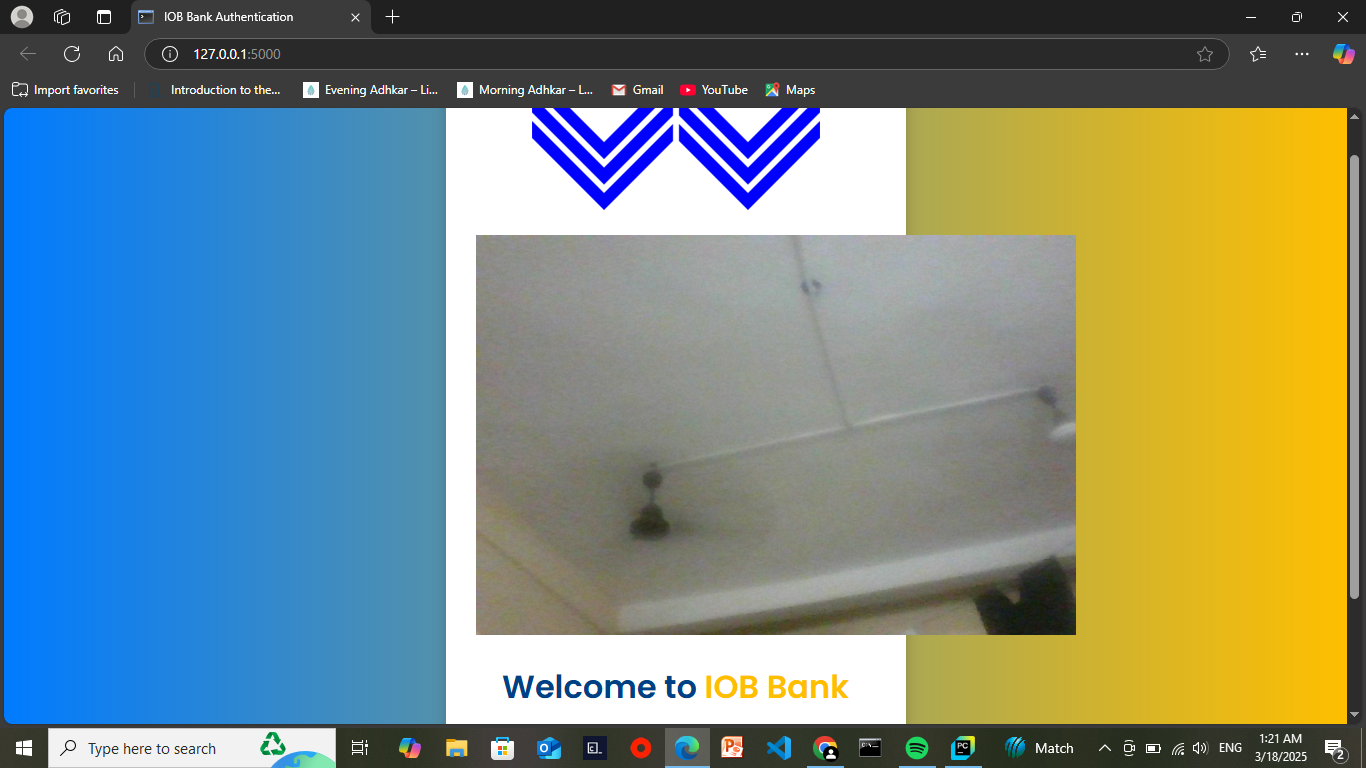 IOB Bank Authentication
127.0.0.1:5000
Import favorites
Introduction to the...
Evening Adhkar – Li...
Morning Adhkar – L...
Gmail
YouTube
Maps
Welcome to IOB Bank
Type here to search
Match
ENG
1:21 AM
3/18/2025
2